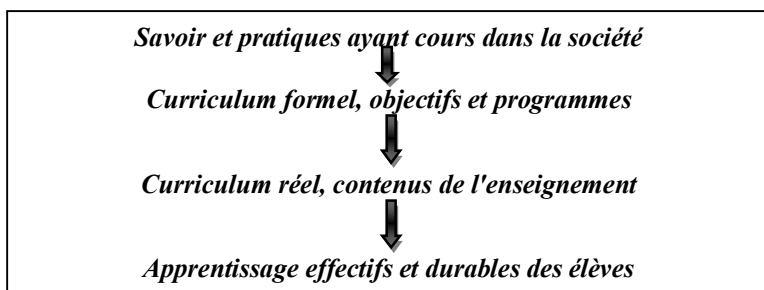 Savoir et pratiques ayant cours dans la société
Curriculum formel, objectifs et programmes
Curriculum réel, contenus de l'enseignement
Apprentissage effectifs et durables des élèves